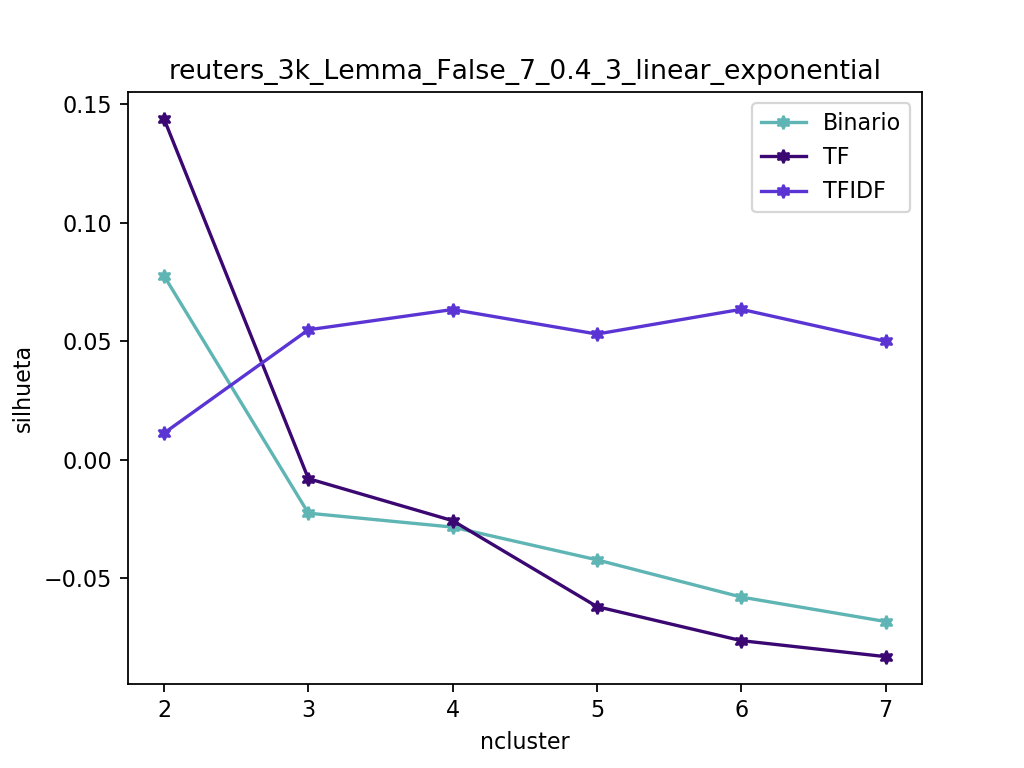 reuters_3k_Lemma_False_7_0.4_3_linear_exponential
0.15
0.10
0.05
0.00
−0.05
silhueta
2 3 4 5 6 7
ncluster
Binario
TF
TFIDF